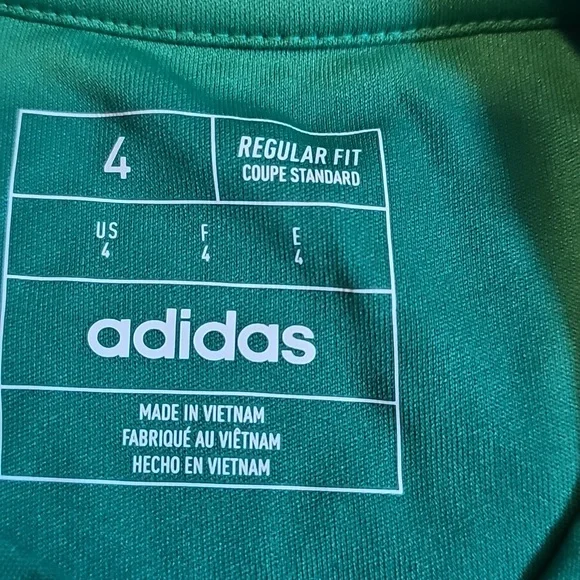 4
REGULAR FIT
COUPE STANDARD
US F E
4 4 4
adidas
MADE IN VIETNAM
FABRIQUÉ AU VIÊTNAM
HECHO EN VIETNAM